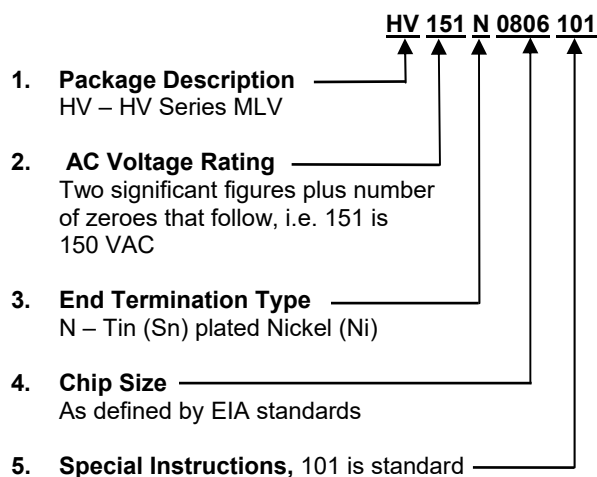 HV 151 N 0806 101
1. Package Description
HV – HV Series MLV
2. AC Voltage Rating
Two significant figures plus number
of zeroes that follow, i.e. 151 is
150 VAC
3. End Termination Type
N – Tin (Sn) plated Nickel (Ni)
4. Chip Size
As defined by EIA standards
5. Special Instructions, 101 is standard